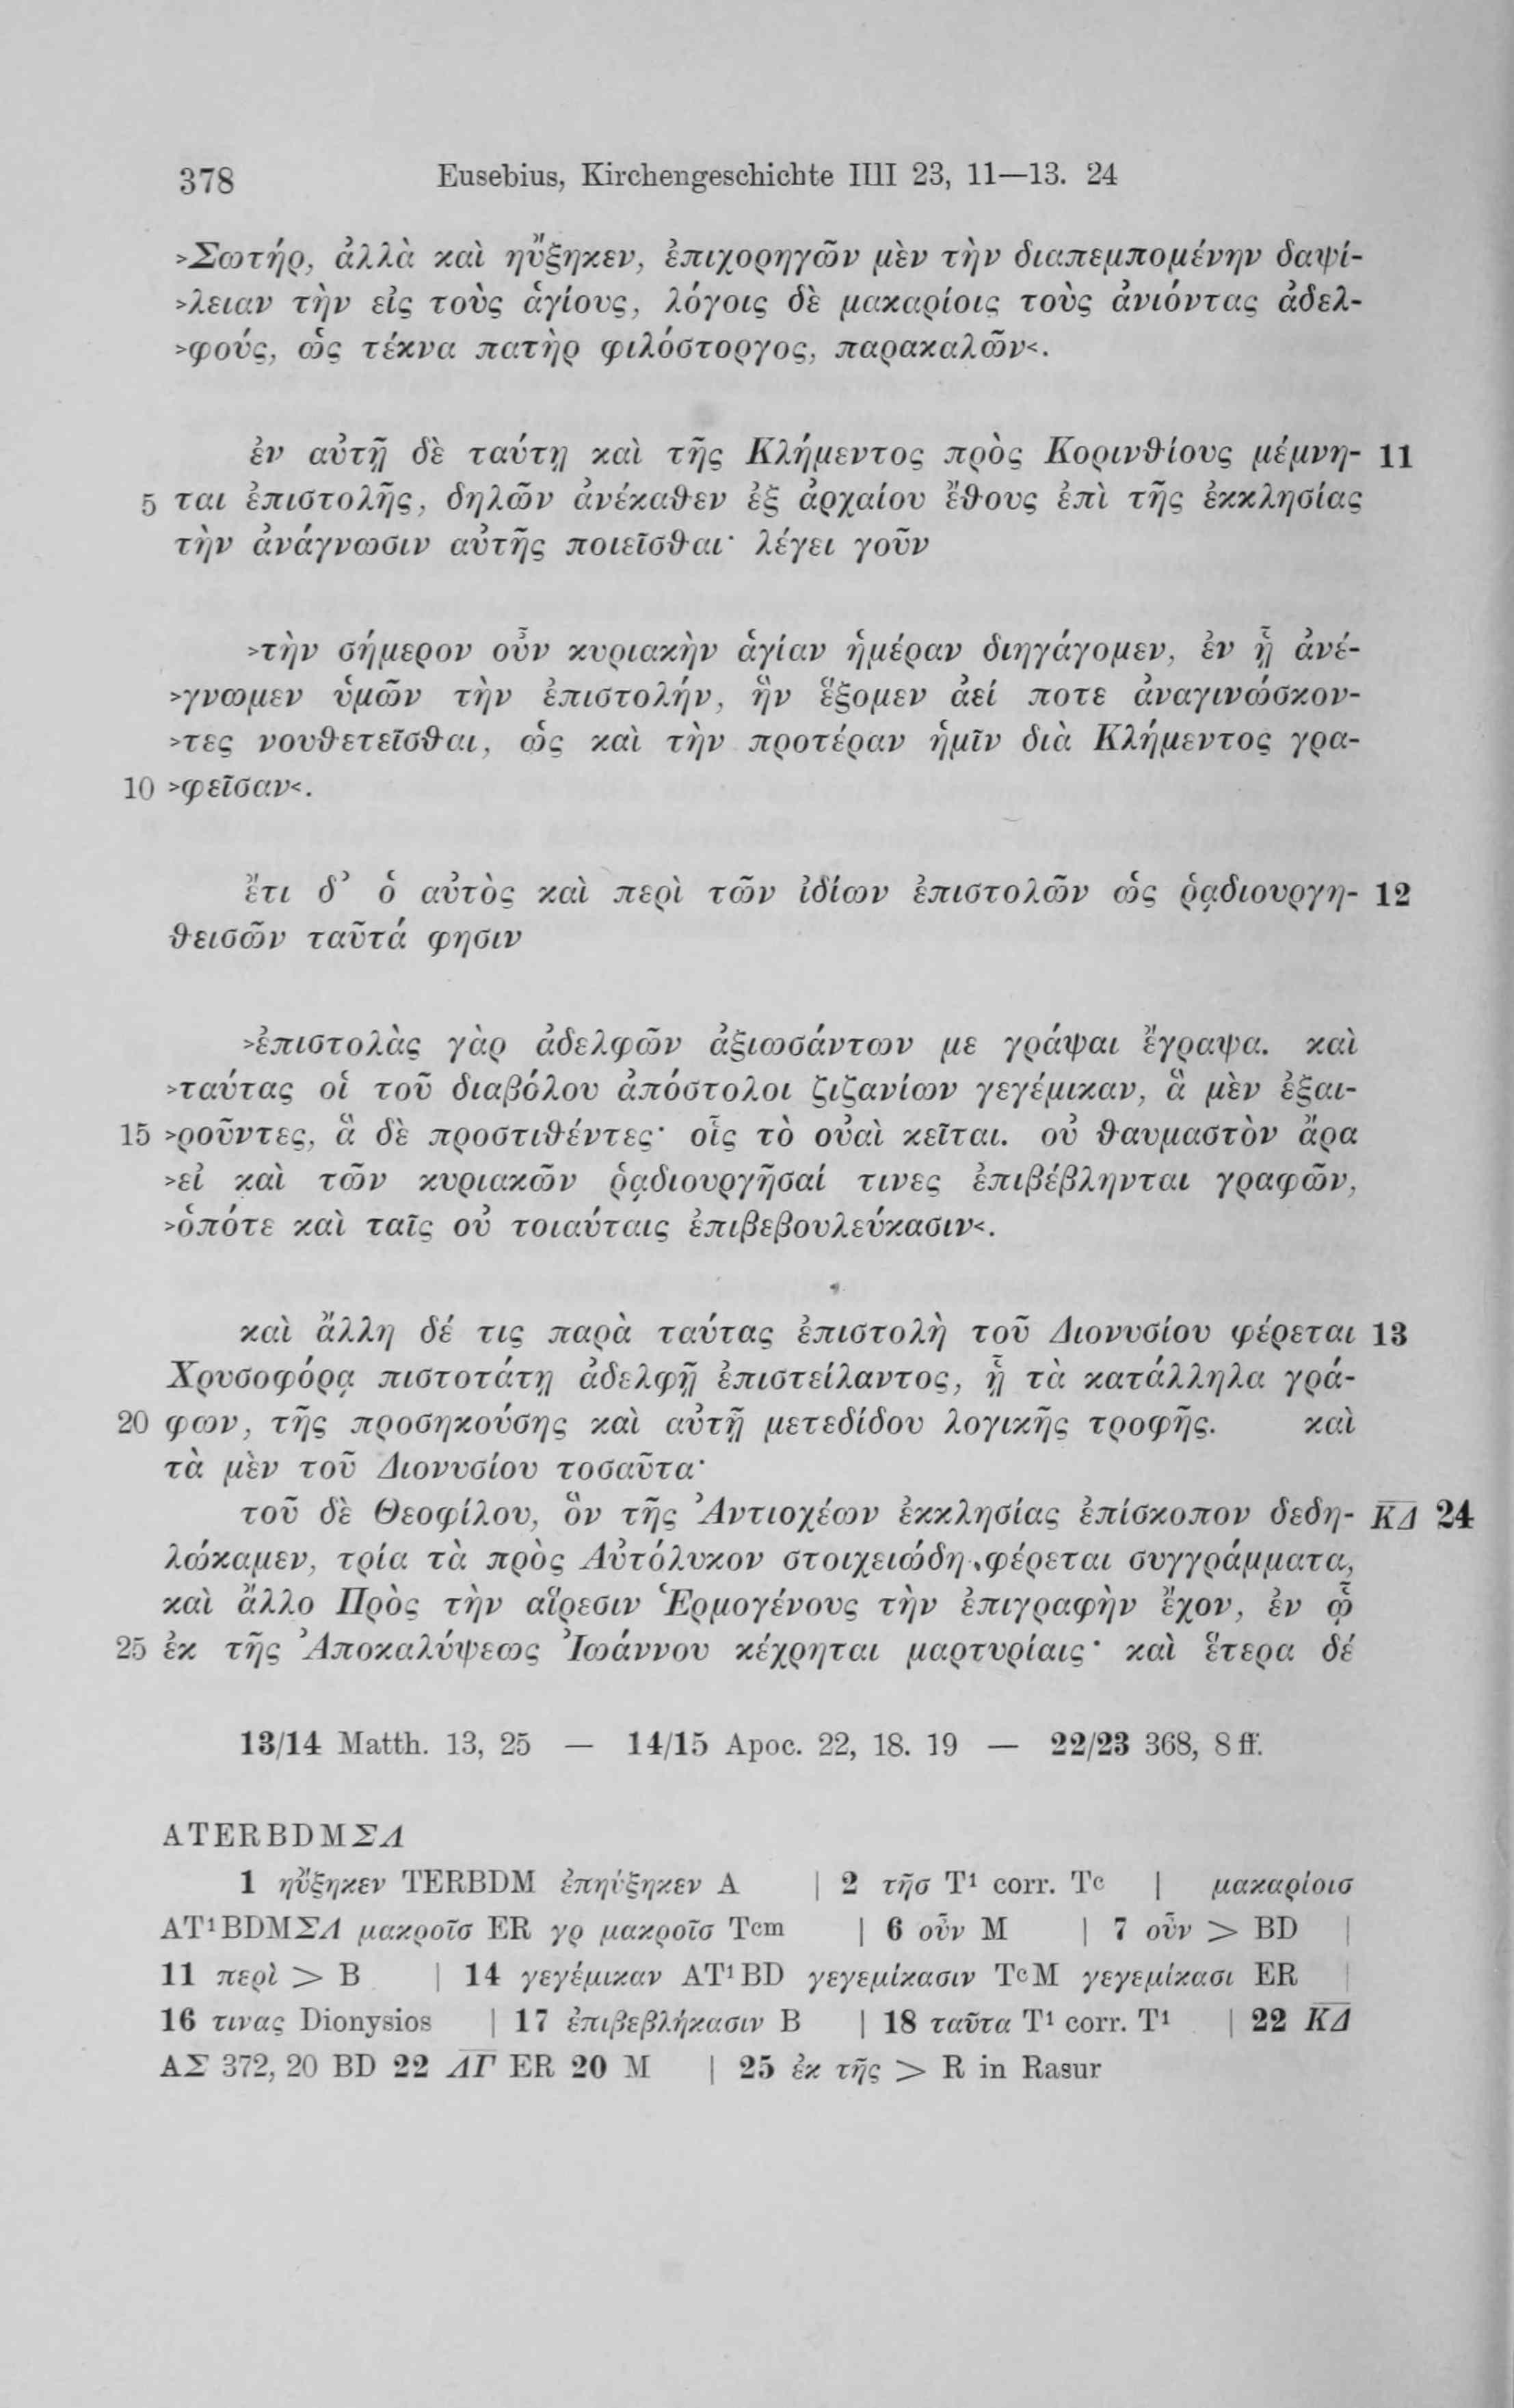 378 Eusebius, Kirchengeschichte IIII 23, 11—13. 24
>Σωτήρ, ἀλλὰ καὶ ηὔξηκεν, ἐπιχορηγῶν μὲν τὴν διαπεμπομένην δαψί-
>λειαν τὴν εἰς τοὺς ἁγίους, λόγοις δὲ μακαρίοις τοὺς ἀνιόντας ἀδελ-
>φούς, ὡς τέκνα πατὴρ φιλόστοργος, παρακαλῶν<.
ἐν αὐτῇ δὲ ταύτῃ καὶ τῆς Κλήμεντος πρὸς Κορινθίους μέμνη- 11
5 ται ἐπιστολῆς, δηλῶν ἀνέκαθεν ἐξ ἀρχαίου ἔθους ἐπὶ τῆς ἐκκλησίας
τὴν ἀνάγνωσιν αὐτῆς ποιεῖσθαι· λέγει γοῦν
>τὴν σήμερον οὖν κυριακὴν ἁγίαν ἡμέραν διηγάγομεν, ἐν ᾗ ἀνέ-
>γνωμεν ὑμῶν τὴν ἐπιστολήν, ἣν ἕξομεν ἀεί ποτε ἀναγινώσκον-
>τες νουθετεῖσθαι, ὡς καὶ τὴν προτέραν ἡμῖν διὰ Κλήμεντος γρα-
10 >φεῖσαν<.
ἔτι δ᾽ ὁ αὐτὸς καὶ περὶ τῶν ἰδίων ἐπιστολῶν ὡς ῥᾳδιουργη- 12
θεισῶν ταῦτά φησιν
>ἐπιστολὰς γὰρ ἀδελφῶν ἀξιωσάντων με γράψαι ἔγραψα. καὶ
>ταύτας οἱ τοῦ διαβόλου ἀπόστολοι ζιζανίων γεγέμικαν, ἃ μὲν ἐξαι-
15 >ροῦντες, ἃ δὲ προστιθέντες· οἷς τὸ οὐαὶ κεῖται. οὐ θαυμαστὸν ἄρα
>εἰ καὶ τῶν κυριακῶν ῥᾳδιουργῆσαί τινες ἐπιβέβληνται γραφῶν,
>ὁπότε καὶ ταῖς οὐ τοιαύταις ἐπιβεβουλεύκασιν<.
καὶ ἄλλη δέ τις παρὰ ταύτας ἐπιστολὴ τοῦ Διονυσίου φέρεται 13
Χρυσοφόρᾳ πιστοτάτῃ ἀδελφῇ ἐπιστείλαντος, ᾗ τὰ κατάλληλα γρά-
20 φων, τῆς προσηκούσης καὶ αὐτῇ μετεδίδου λογικῆς τροφῆς. καὶ
τὰ μὲν τοῦ Διονυσίου τοσαῦτα·
τοῦ δὲ Θεοφίλου, ὃν τῆς Ἀντιοχέων ἐκκλησίας ἐπίσκοπον δεδη- ΚΔ 24
λώκαμεν, τρία τὰ πρὸς Αὐτόλυκον στοιχειώδη φέρεται συγγράμματα,
καὶ ἄλλο Πρὸς τὴν αἵρεσιν Ἑρμογένους τὴν ἐπιγραφὴν ἔχον, ἐν ᾧ
25 ἐκ τῆς Ἀποκαλύψεως Ἰωάννου κέχρηται μαρτυρίαις· καὶ ἕτερα δέ
13/14 Matth. 13, 25 — 14/15 Apoc. 22, 18. 19 — 22/23 368, 8 ff.
ATERBDMΣΛ
1 ηὔξηκεν TERBDM ἐπηύξηκεν A | 2 τῆσ T¹ corr. Tᶜ | μακαρίοισ
AT¹BDMΣΛ μακροῖσ ER γρ μακροῖσ Tᶜᵐ | 6 οὖν M | 7 οὖν > BD |
11 περὶ > B | 14 γεγέμικαν AT¹BD γεγεμίκασιν TᶜM γεγεμίκασι ER |
16 τινας Dionysios | 17 ἐπιβεβλήκασιν B | 18 ταῦτα T¹ corr. T¹ | 22 ΚΔ
AΣ 372, 20 BD 22 ΛΓ ER 20 M | 25 ἐκ τῆς > R in Rasur